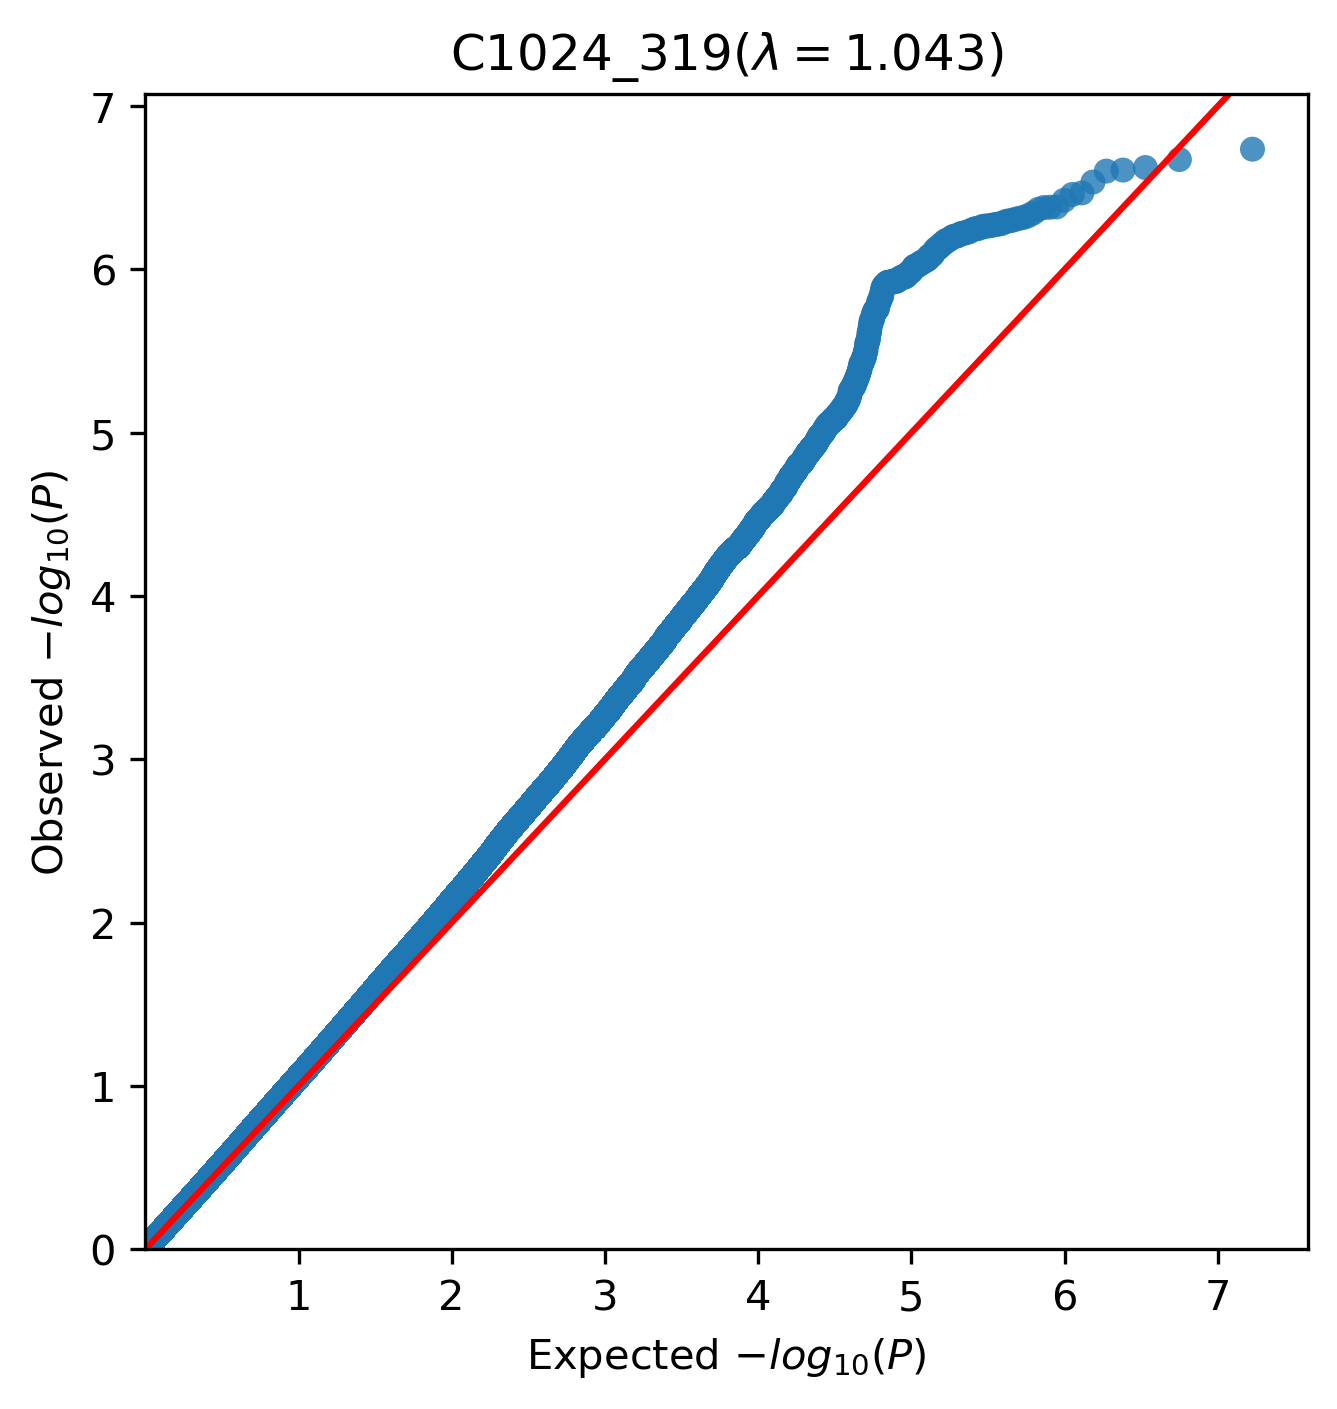 C1024_319(λ = 1.043)
7
6
5
4
3
2
1
0
Observed −log₁₀(P)
1 2 3 4 5 6 7
Expected −log₁₀(P)